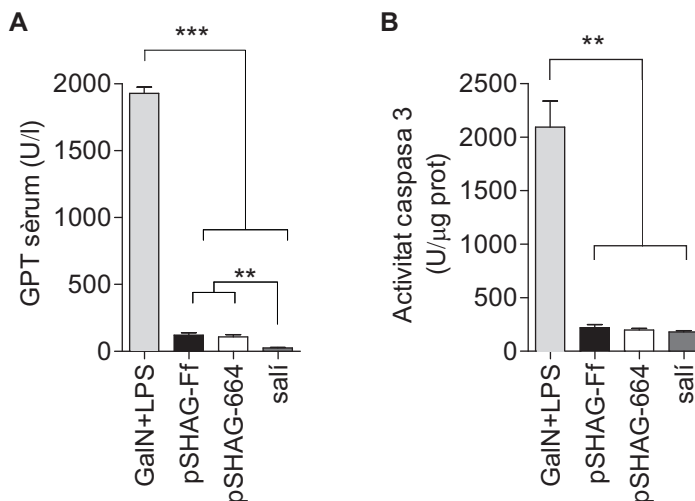 A
***
GPT sèrum (U/l)
2000
1500
1000
500
0
**
GalN+LPS
pSHAG-Ff
pSHAG-664
salí
B
**
Activitat caspasa 3
(U/µg prot)
2500
2000
1500
1000
500
0
GalN+LPS
pSHAG-Ff
pSHAG-664
salí